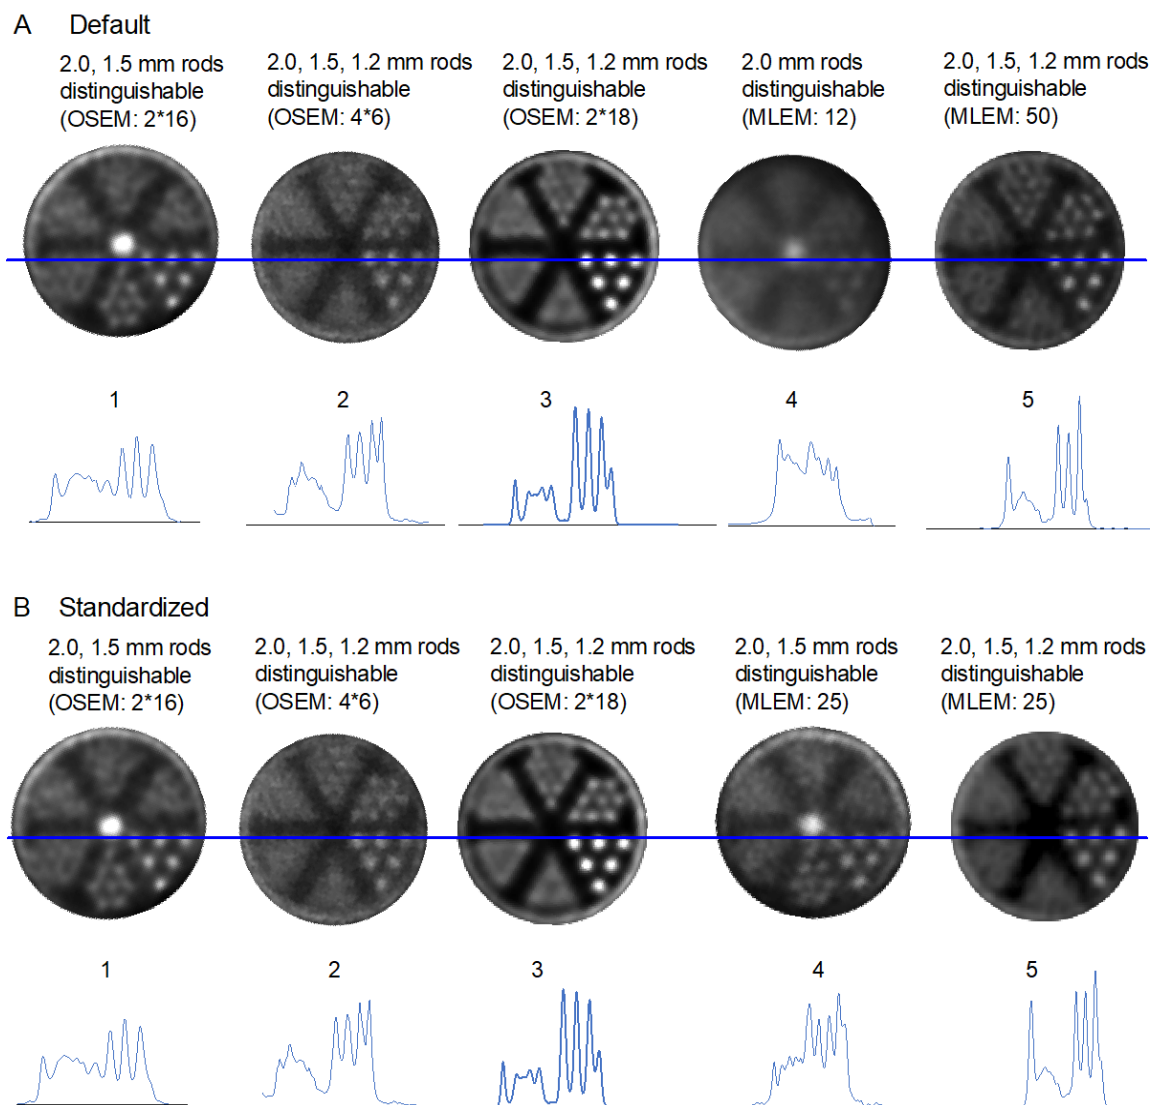 A Default
2.0, 1.5 mm rods
distinguishable
(OSEM: 2*16)
2.0, 1.5, 1.2 mm rods
distinguishable
(OSEM: 4*6)
2.0, 1.5, 1.2 mm rods
distinguishable
(OSEM: 2*18)
2.0 mm rods
distinguishable
(MLEM: 12)
2.0, 1.5, 1.2 mm rods
distinguishable
(MLEM: 50)
1
2
3
4
5
B Standardized
2.0, 1.5 mm rods
distinguishable
(OSEM: 2*16)
2.0, 1.5, 1.2 mm rods
distinguishable
(OSEM: 4*6)
2.0, 1.5, 1.2 mm rods
distinguishable
(OSEM: 2*18)
2.0, 1.5 mm rods
distinguishable
(MLEM: 25)
2.0, 1.5, 1.2 mm rods
distinguishable
(MLEM: 25)
1
2
3
4
5